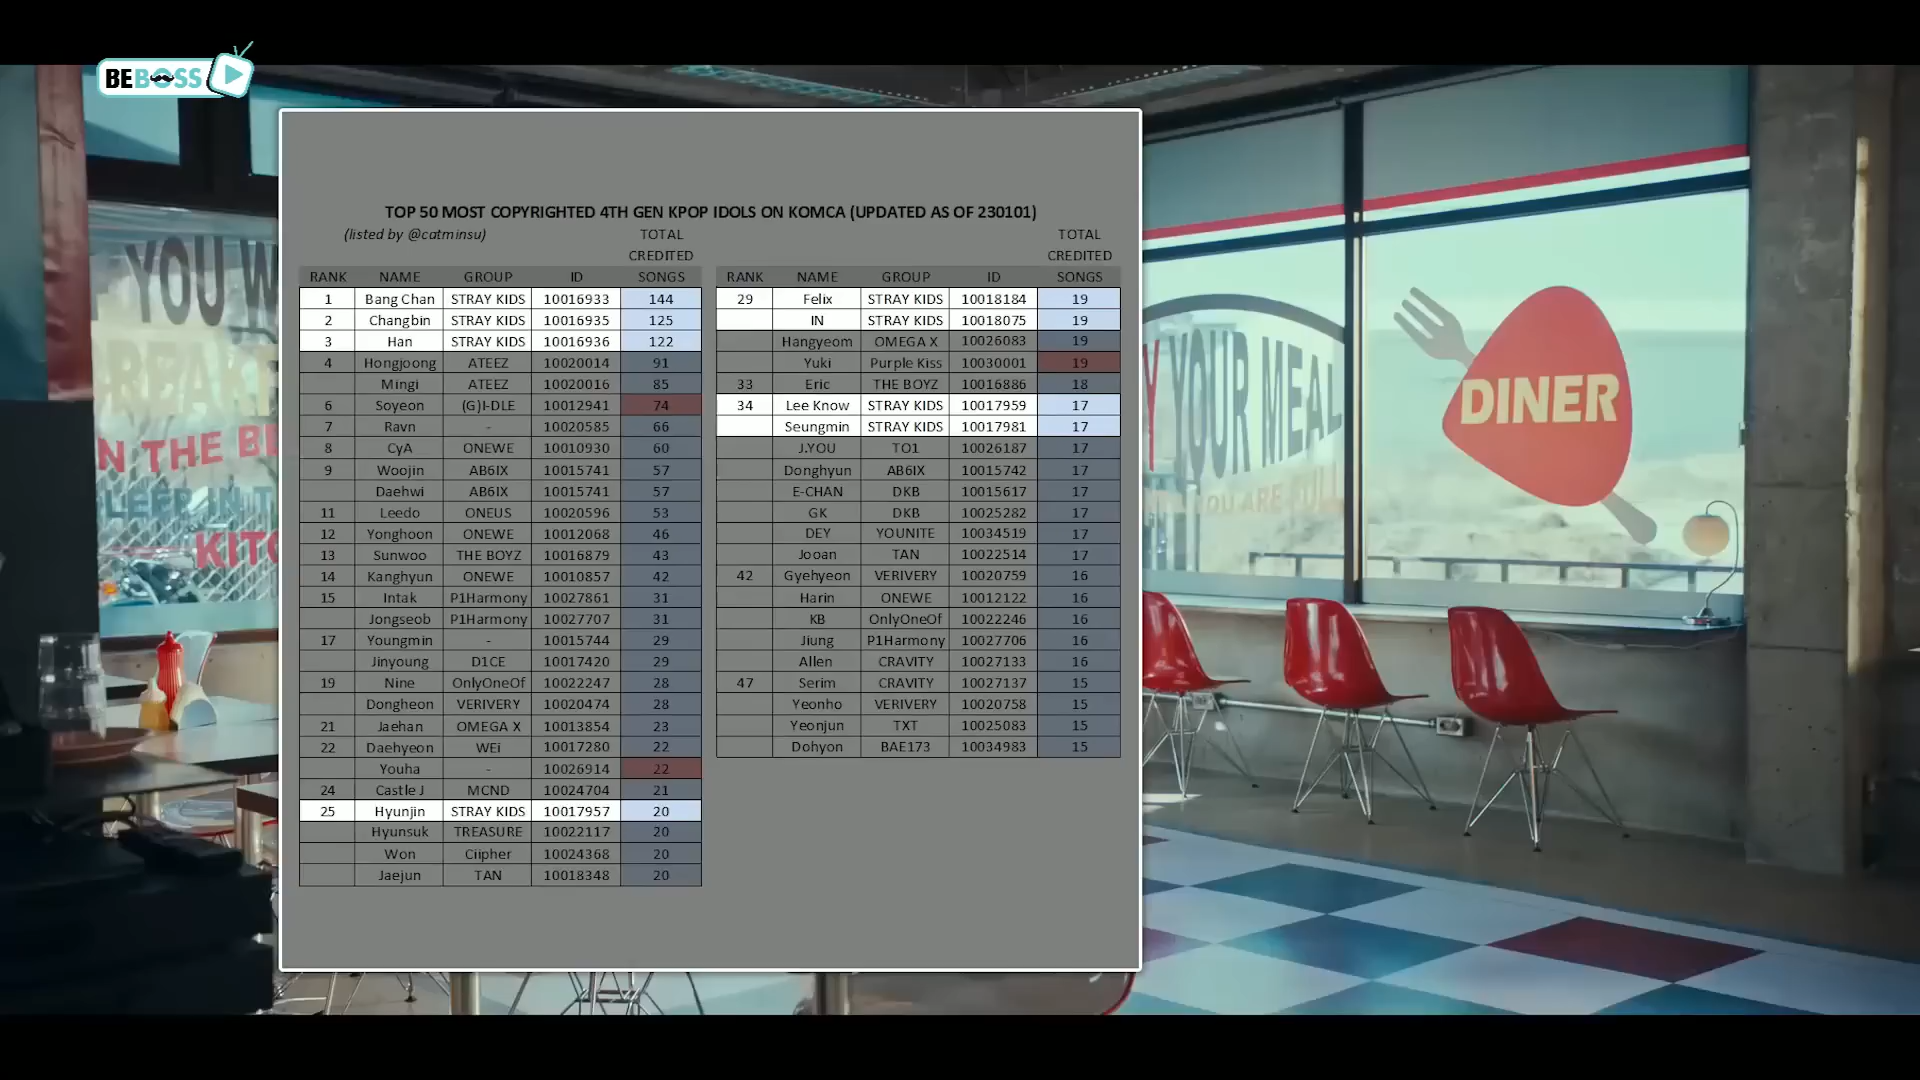 BEBOSS
TOP 50 MOST COPYRIGHTED 4TH GEN KPOP IDOLS ON KOMCA (UPDATED AS OF 230101)
(listed by @catminsu)
RANK NAME GROUP ID TOTAL CREDITED SONGS
1 Bang Chan STRAY KIDS 10016933 144
2 Changbin STRAY KIDS 10016935 125
3 Han STRAY KIDS 10016936 122
4 Hongjoong ATEEZ 10020014 91
Mingi ATEEZ 10020016 85
6 Soyeon (G)I-DLE 10012941 74
7 Ravn - 10020585 66
8 CyA ONEWE 10010930 60
9 Woojin AB6IX 10015741 57
Daehwi AB6IX 10015741 57
11 Leedo ONEUS 10020596 53
12 Yonghoon ONEWE 10012068 46
13 Sunwoo THE BOYZ 10016879 43
14 Kanghyun ONEWE 10010857 42
15 Intak P1Harmony 10027861 31
Jongseob P1Harmony 10027707 31
17 Youngmin - 10015744 29
Jinyoung D1CE 10017420 29
19 Nine OnlyOneOf 10022247 28
Dongheon VERIVERY 10020474 28
21 Jaehan OMEGA X 10013854 23
22 Daehyeon WEi 10017280 22
Youha - 10026914 22
24 Castle J MCND 10024704 21
25 Hyunjin STRAY KIDS 10017957 20
Hyunsuk TREASURE 10022117 20
Won Ciipher 10024368 20
Jaejun TAN 10018348 20
RANK NAME GROUP ID TOTAL CREDITED SONGS
29 Felix STRAY KIDS 10018184 19
IN STRAY KIDS 10018075 19
Hangyeom OMEGA X 10026083 19
Yuki Purple Kiss 10030001 19
33 Eric THE BOYZ 10016886 18
34 Lee Know STRAY KIDS 10017959 17
Seungmin STRAY KIDS 10017981 17
J.YOU TO1 10026187 17
Donghyun AB6IX 10015742 17
E-CHAN DKB 10015617 17
GK DKB 10025282 17
DEY YOUNITE 10034519 17
Jooan TAN 10022514 17
42 Gyehyeon VERIVERY 10020759 16
Harin ONEWE 10012122 16
KB OnlyOneOf 10022246 16
Jiung P1Harmony 10027706 16
Allen CRAVITY 10027133 16
47 Serim CRAVITY 10027137 15
Yeonho VERIVERY 10020758 15
Yeonjun TXT 10025083 15
Dohyon BAE173 10034983 15
YOU
N THE
YOUR MEAL
YOU ARE FULL
DINER